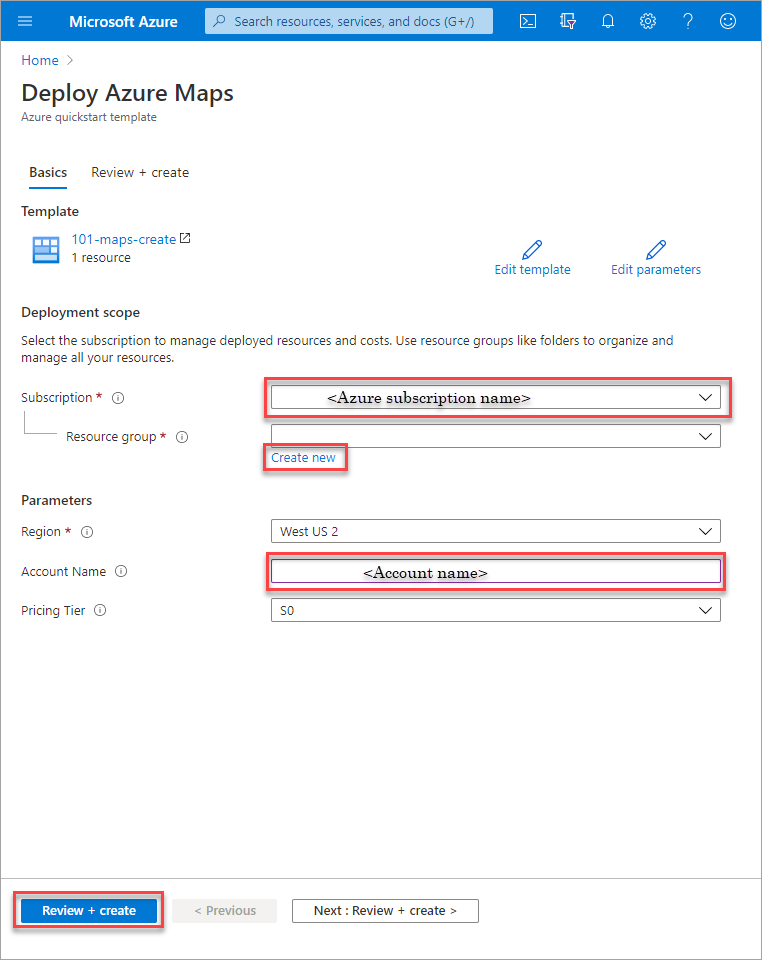 Microsoft Azure
Search resources, services, and docs (G+/)
Home
Deploy Azure Maps
Azure quickstart template
Basics
Review + create
Template
101-maps-create
1 resource
Edit template
Edit parameters
Deployment scope
Select the subscription to manage deployed resources and costs. Use resource groups like folders to organize and
manage all your resources.
Subscription *
<Azure subscription name>
Resource group *
Create new
Parameters
Region *
West US 2
Account Name
<Account name>
Pricing Tier
S0
Review + create
< Previous
Next : Review + create >